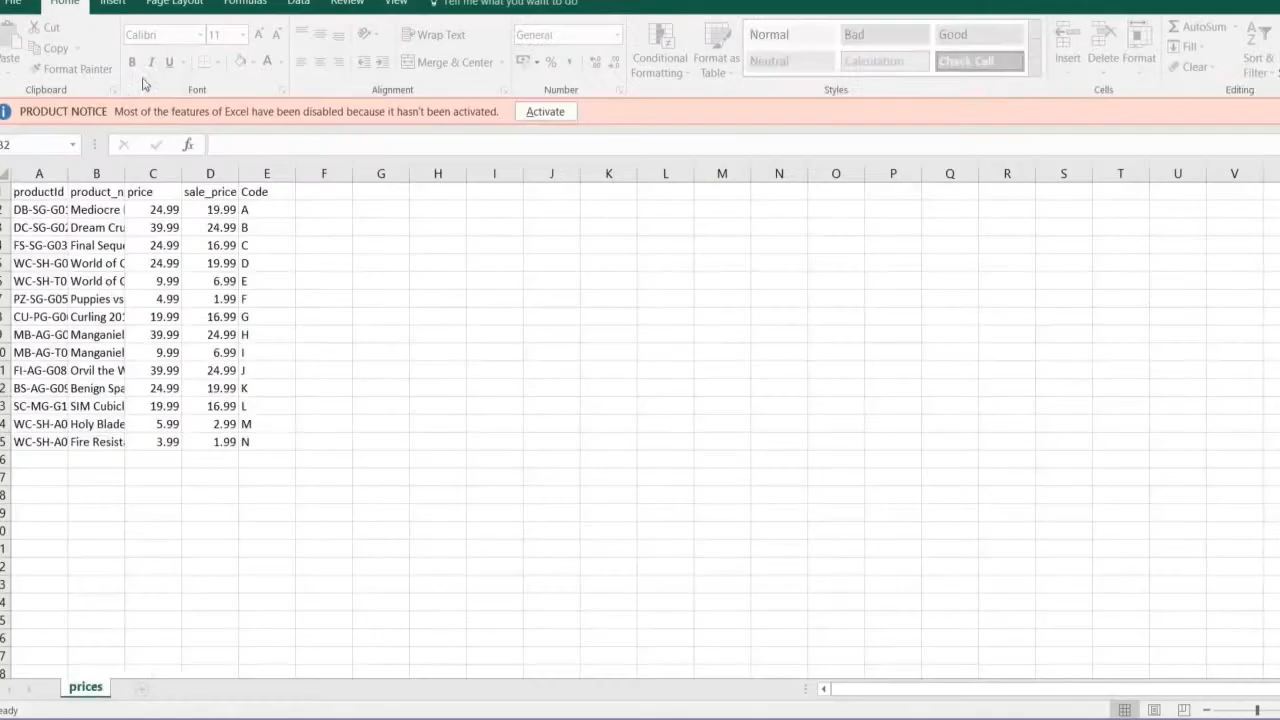 File Home Insert Page Layout Formulas Data Review View Tell me what you want to do
Cut
Copy
Format Painter
Clipboard
Calibri 11
B I U
Font
Wrap Text
Merge & Center
Alignment
General
%
Number
Conditional Formatting
Format as Table
Normal Bad Good
Neutral Calculation Check Cell
Styles
Insert Delete Format
Cells
AutoSum
Fill
Clear
Sort &
Filter
Editing
PRODUCT NOTICE Most of the features of Excel have been disabled because it hasn't been activated. Activate
fx
A B C D E F G H I J K L M N O P Q R S T U V
productId product_n price sale_price Code
DB-SG-G0 Mediocre 24.99 19.99 A
DC-SG-G0 Dream Cru 39.99 24.99 B
FS-SG-G03 Final Seque 24.99 16.99 C
WC-SH-G0 World of 24.99 19.99 D
WC-SH-T0 World of 9.99 6.99 E
PZ-SG-G05 Puppies vs 4.99 1.99 F
CU-PG-G0 Curling 20 19.99 16.99 G
MB-AG-G0 Manganiel 39.99 24.99 H
MB-AG-T0 Manganiel 9.99 6.99 I
FI-AG-G08 Orvil the W 39.99 24.99 J
BS-AG-G0 Benign Spa 24.99 19.99 K
SC-MG-G1 SIM Cubicl 19.99 16.99 L
WC-SH-A0 Holy Blade 5.99 2.99 M
WC-SH-A0 Fire Resist 3.99 1.99 N
prices